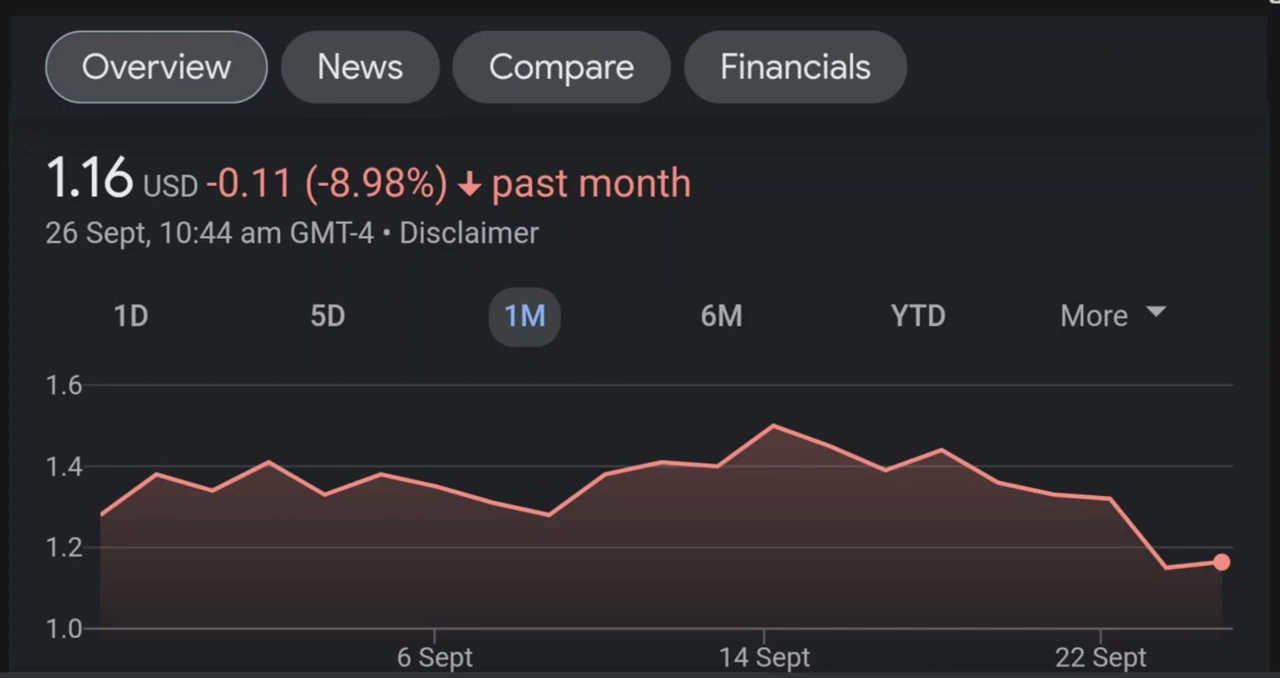 Overview News Compare Financials
1.16 USD -0.11 (-8.98%) ↓ past month
26 Sept, 10:44 am GMT-4 • Disclaimer
1D 5D 1M 6M YTD More
1.6
1.4
1.2
1.0
6 Sept 14 Sept 22 Sept